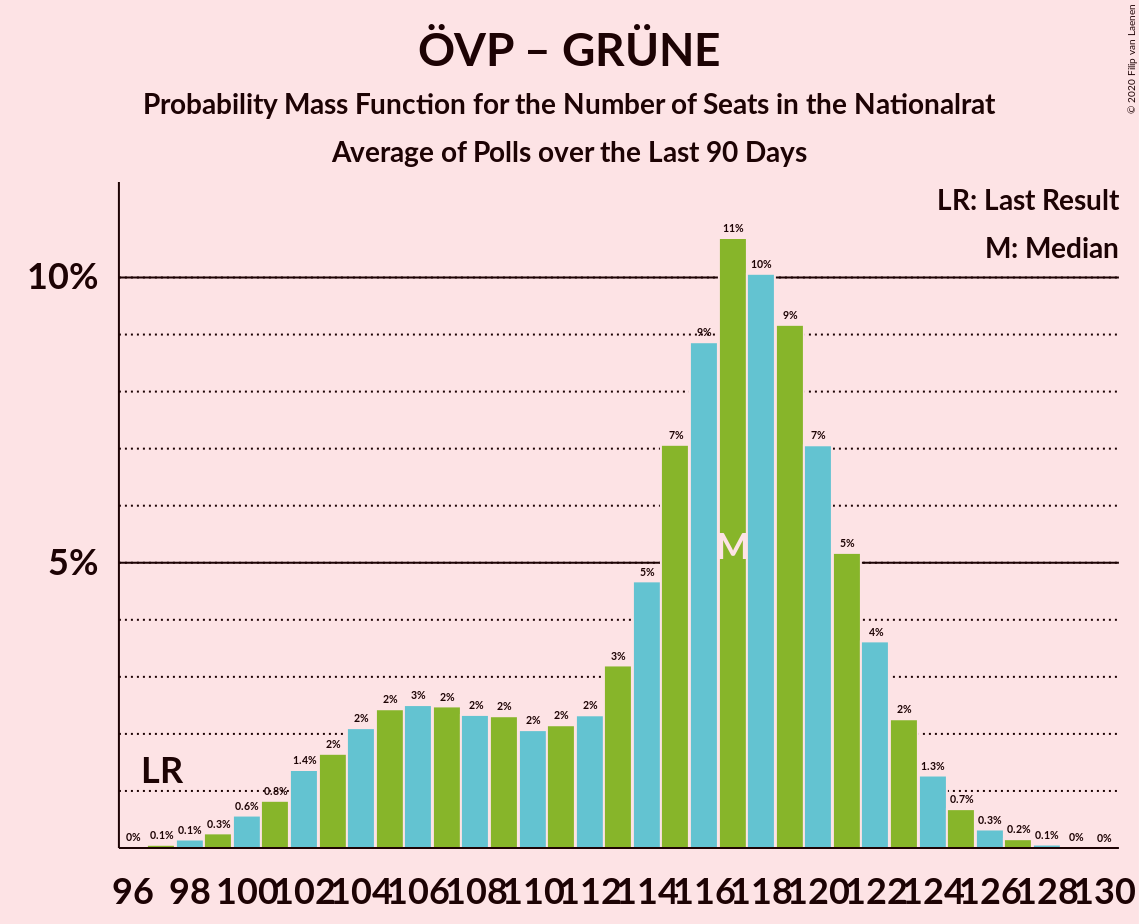 ÖVP – GRÜNE
Probability Mass Function for the Number of Seats in the Nationalrat
Average of Polls over the Last 90 Days
© 2020 Filip van Laenen
LR: Last Result
M: Median
10%
5%
0% 0.1% 0.1% 0.3% 0.6% 0.8% 1.4% 2% 2% 2% 3% 2% 2% 2% 2% 2% 2% 3% 5% 7% 9% 11% 10% 9% 7% 5% 4% 2% 1.3% 0.7% 0.3% 0.2% 0.1% 0% 0%
LR
M
96 98 100 102 104 106 108 110 112 114 116 118 120 122 124 126 128 130